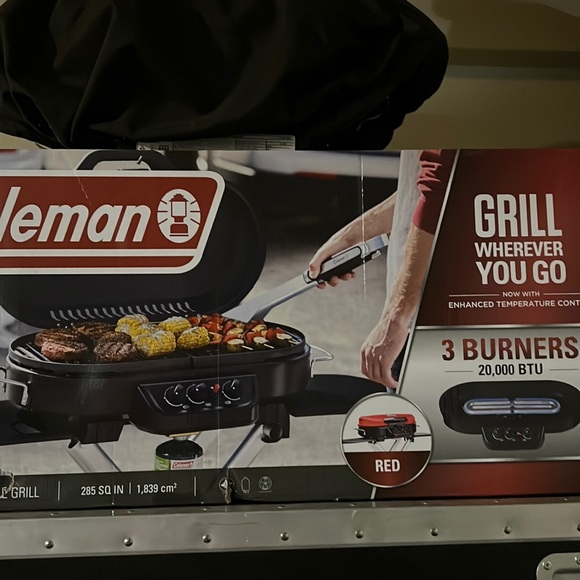 leman
GRILL
WHEREVER
YOU GO
NOW WITH
ENHANCED TEMPERATURE CONT
3 BURNERS
20,000 BTU
RED
GRILL
285 SQ IN | 1,839 cm²